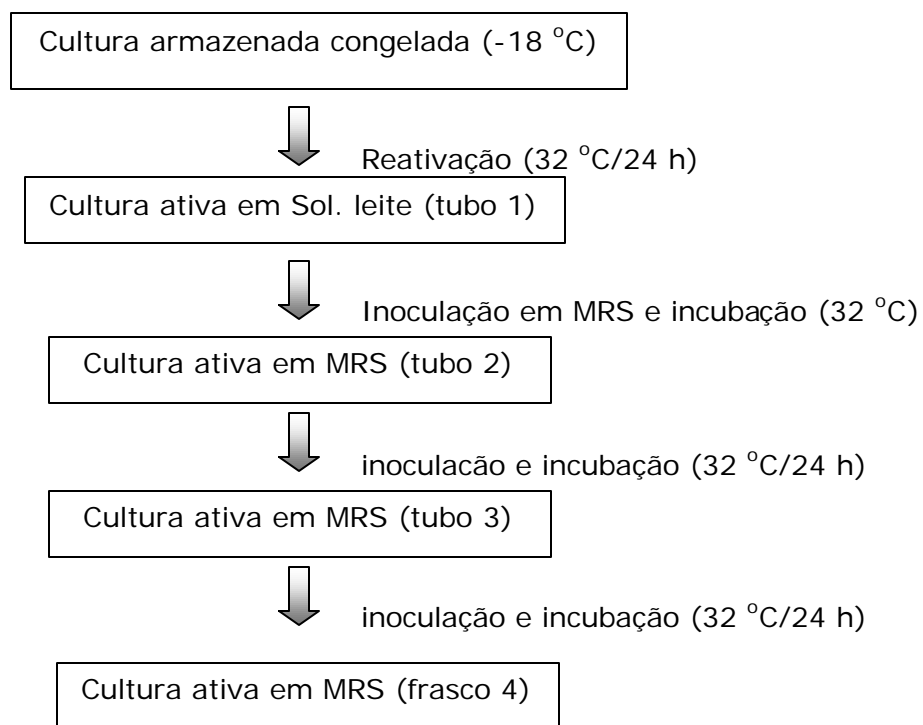 Cultura armazenada congelada (-18 °C)
Reativação (32 °C/24 h)
Cultura ativa em Sol. leite (tubo 1)
Inoculação em MRS e incubação (32 °C)
Cultura ativa em MRS (tubo 2)
inoculacão e incubação (32 °C/24 h)
Cultura ativa em MRS (tubo 3)
inoculação e incubação (32 °C/24 h)
Cultura ativa em MRS (frasco 4)